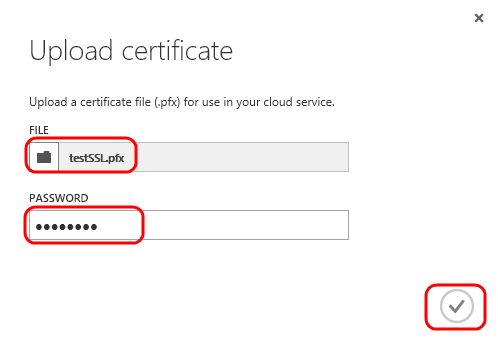 Upload certificate
Upload a certificate file (.pfx) for use in your cloud service.
FILE
testSSL.pfx
PASSWORD
●●●●●●●●